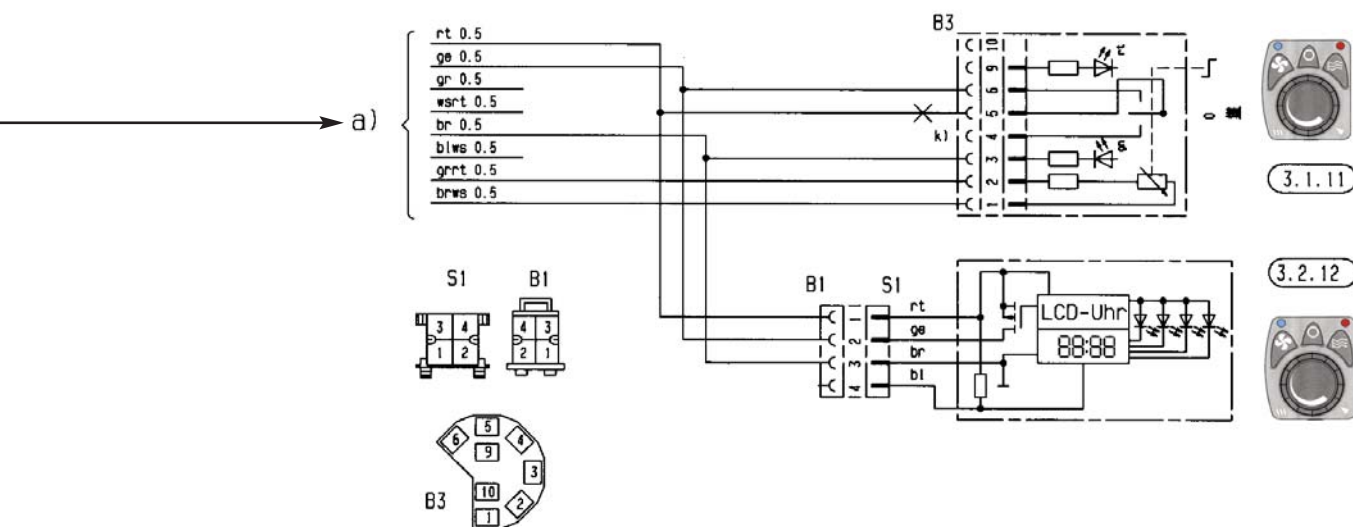 rt 0.5
ge 0.5
gr 0.5
wsrt 0.5
a) br 0.5
blws 0.5
grrt 0.5
brws 0.5
B3
10
9
6
5
k) 4
3
2
1
0
3.1.11
3.2.12
S1 B1
3 4
1 2
4 3
2 1
B1 S1
1 rt
2 ge
3 br
4 bl
LCD-Uhr
88:88
B3
5
6 4
9
3
10
2
1